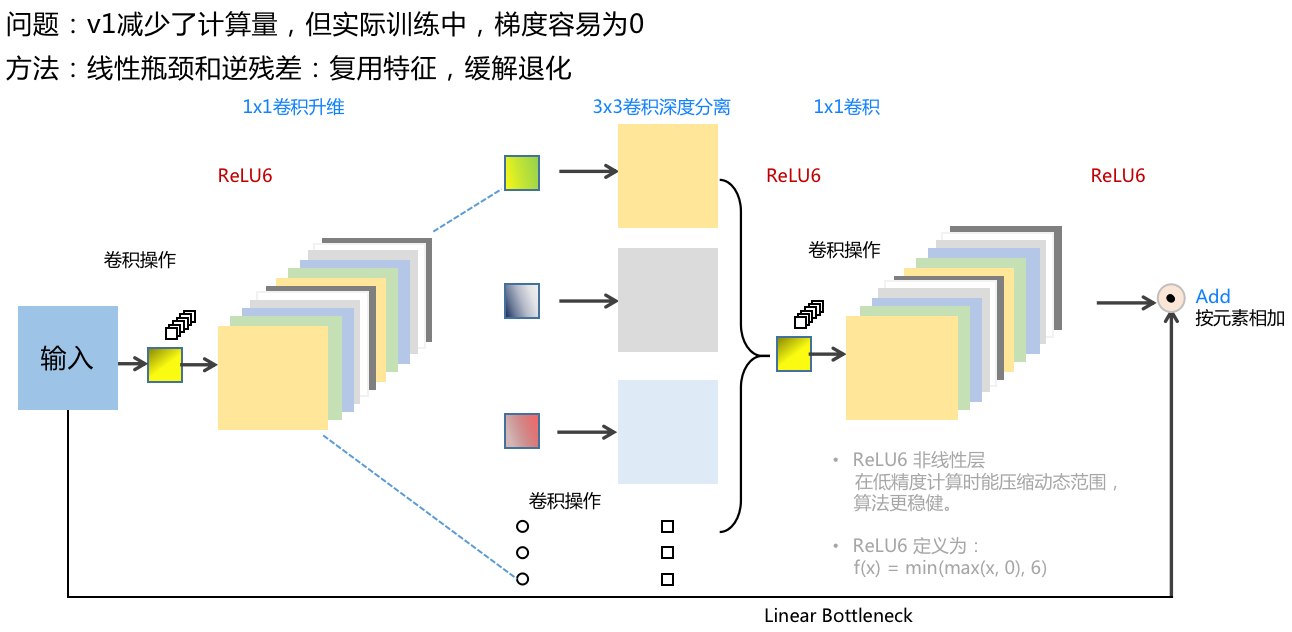 问题：v1减少了计算量，但实际训练中，梯度容易为0
方法：线性瓶颈和逆残差：复用特征，缓解退化
1x1卷积升维
3x3卷积深度分离
1x1卷积
ReLU6
ReLU6
ReLU6
卷积操作
卷积操作
输入
Add
按元素相加
卷积操作
• ReLU6 非线性层
在低精度计算时能压缩动态范围，
算法更稳健。
• ReLU6 定义为：
f(x) = min(max(x, 0), 6)
Linear Bottleneck